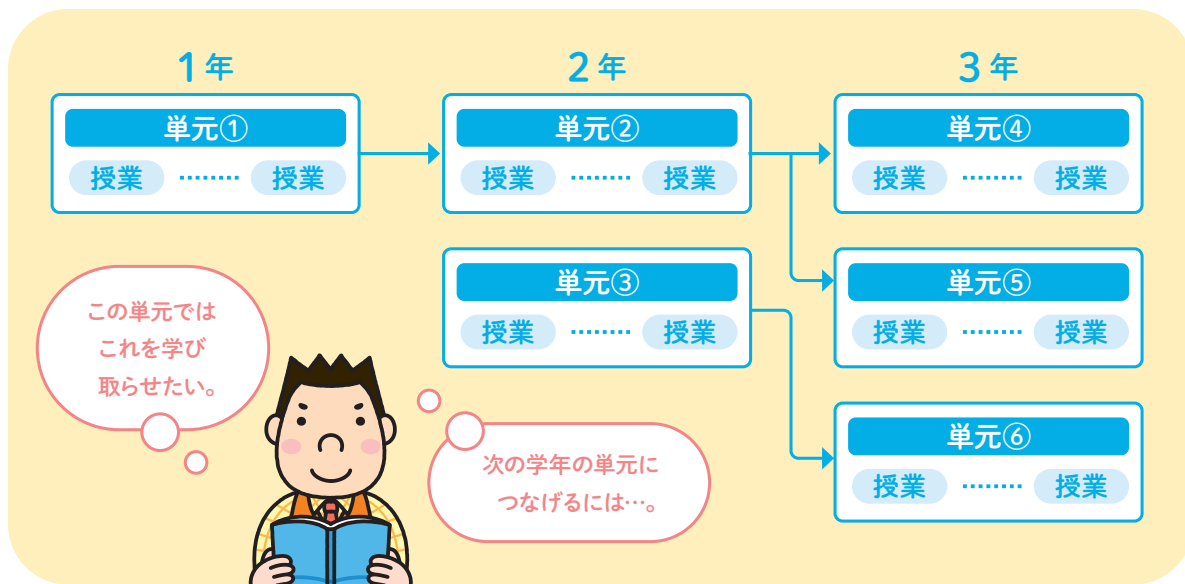 1年
2年
3年
単元①
授業 ……… 授業
単元②
授業 ……… 授業
単元④
授業 ……… 授業
単元③
授業 ……… 授業
単元⑤
授業 ……… 授業
単元⑥
授業 ……… 授業
この単元では
これを学び
取らせたい。
次の学年の単元に
つなげるには…。